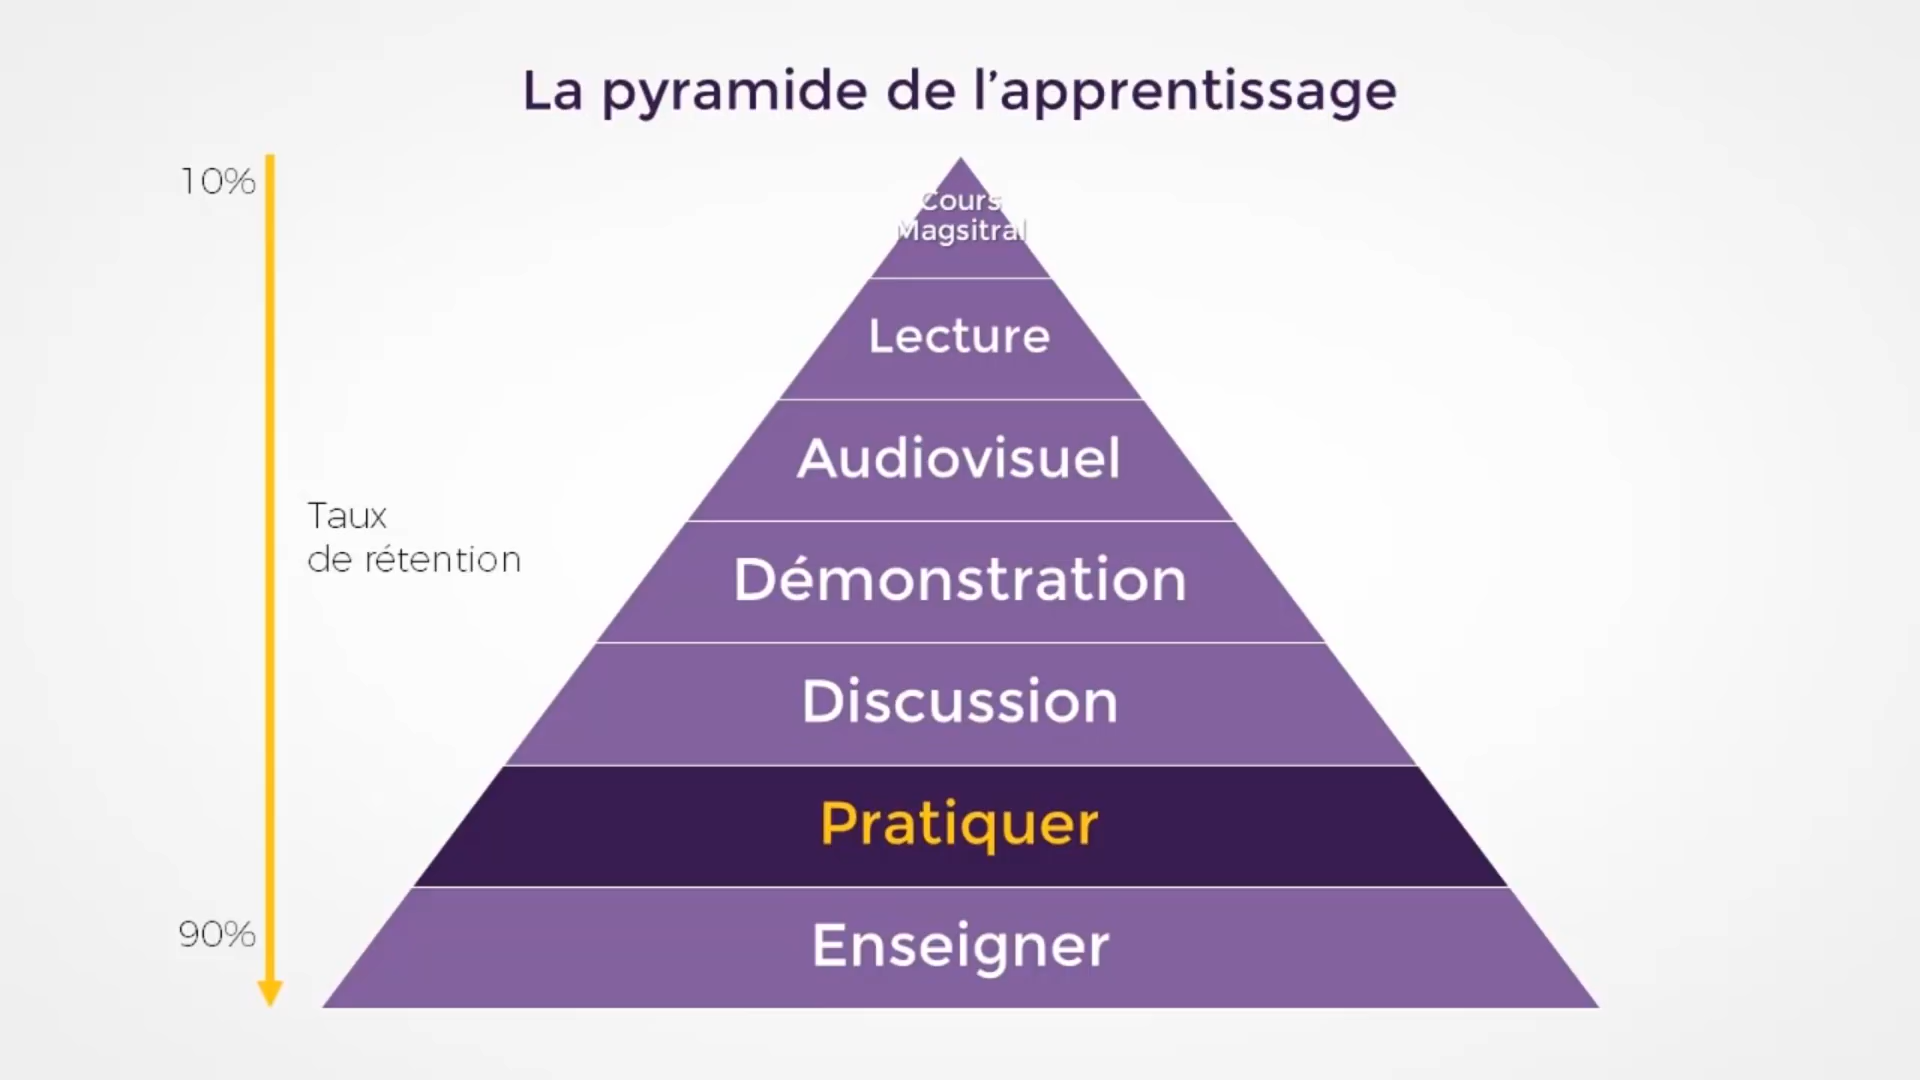 La pyramide de l’apprentissage
10%
Cours
Magsitral
Lecture
Audiovisuel
Taux
de rétention
Démonstration
Discussion
Pratiquer
90%
Enseigner